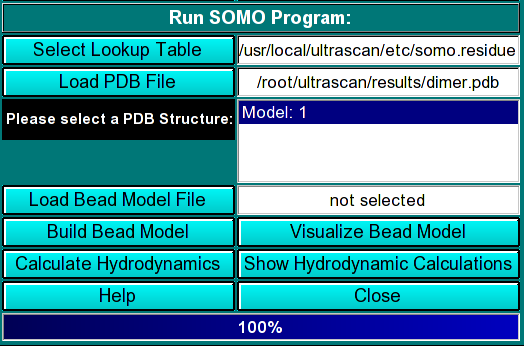 Run SOMO Program:
Select Lookup Table /usr/local/ultrascan/etc/somo.residue
Load PDB File /root/ultrascan/results/dimer.pdb
Please select a PDB Structure: Model: 1
Load Bead Model File not selected
Build Bead Model Visualize Bead Model
Calculate Hydrodynamics Show Hydrodynamic Calculations
Help Close
100%